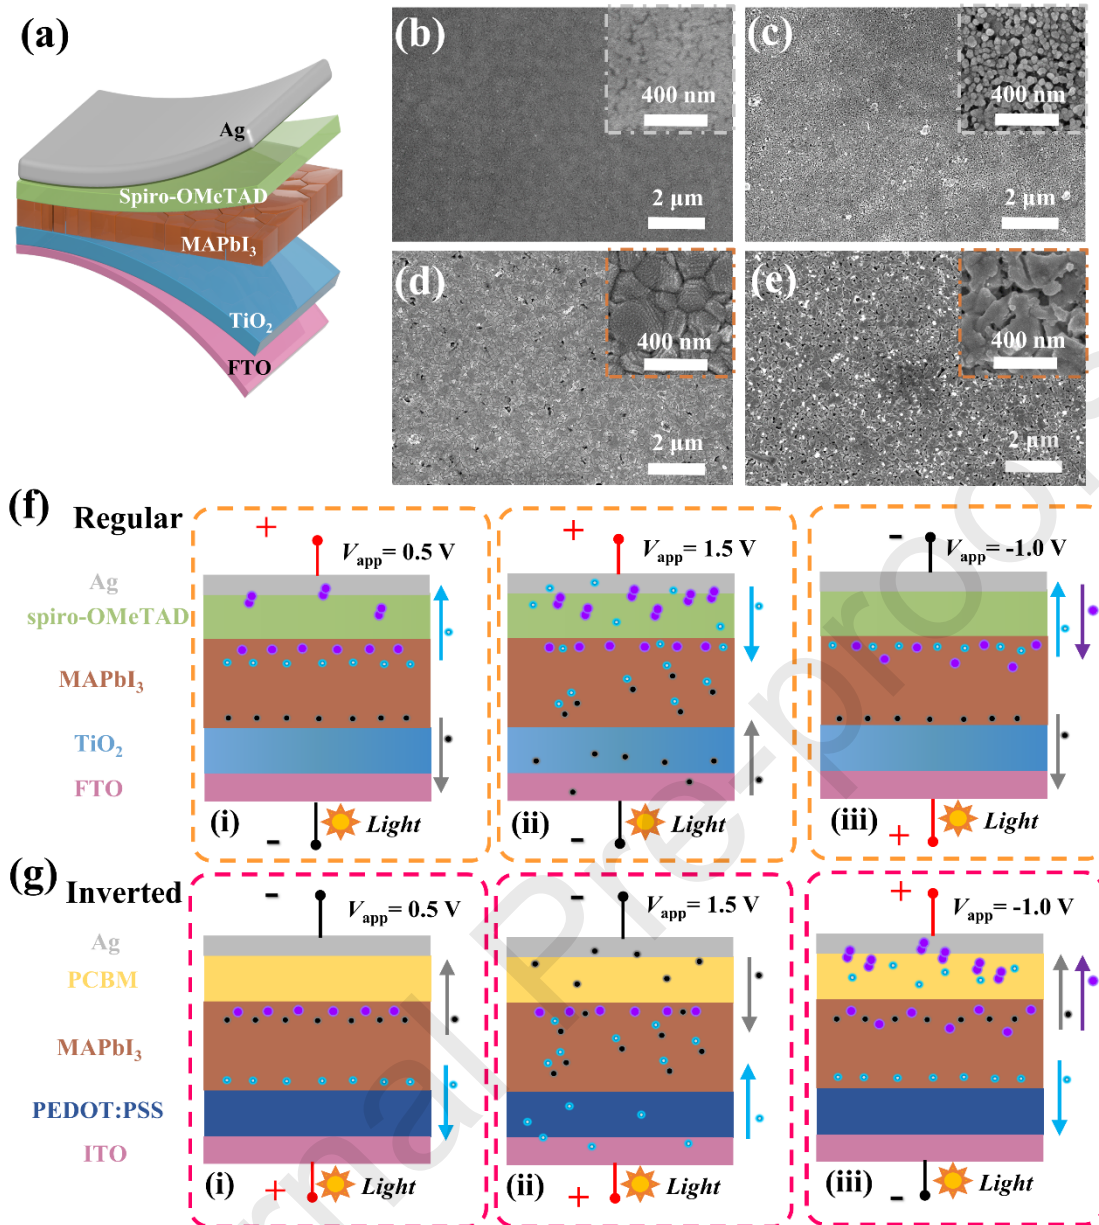 (a)
Ag
Spiro-OMeTAD
MAPbI3
TiO2
FTO
(b)
400 nm
2 μm
(c)
400 nm
2 μm
(d)
400 nm
2 μm
(e)
400 nm
2 μm
(f) Regular
+
Vapp= 0.5 V
+
Vapp= 1.5 V
-
Vapp= -1.0 V
Ag
spiro-OMeTAD
MAPbI3
TiO2
FTO
(i)
-
Light
(ii)
-
Light
(iii)
+
Light
(g) Inverted
-
Vapp= 0.5 V
-
Vapp= 1.5 V
+
Vapp= -1.0 V
Ag
PCBM
MAPbI3
PEDOT:PSS
ITO
(i)
+
Light
(ii)
+
Light
(iii)
-
Light
rnal Pre-proof